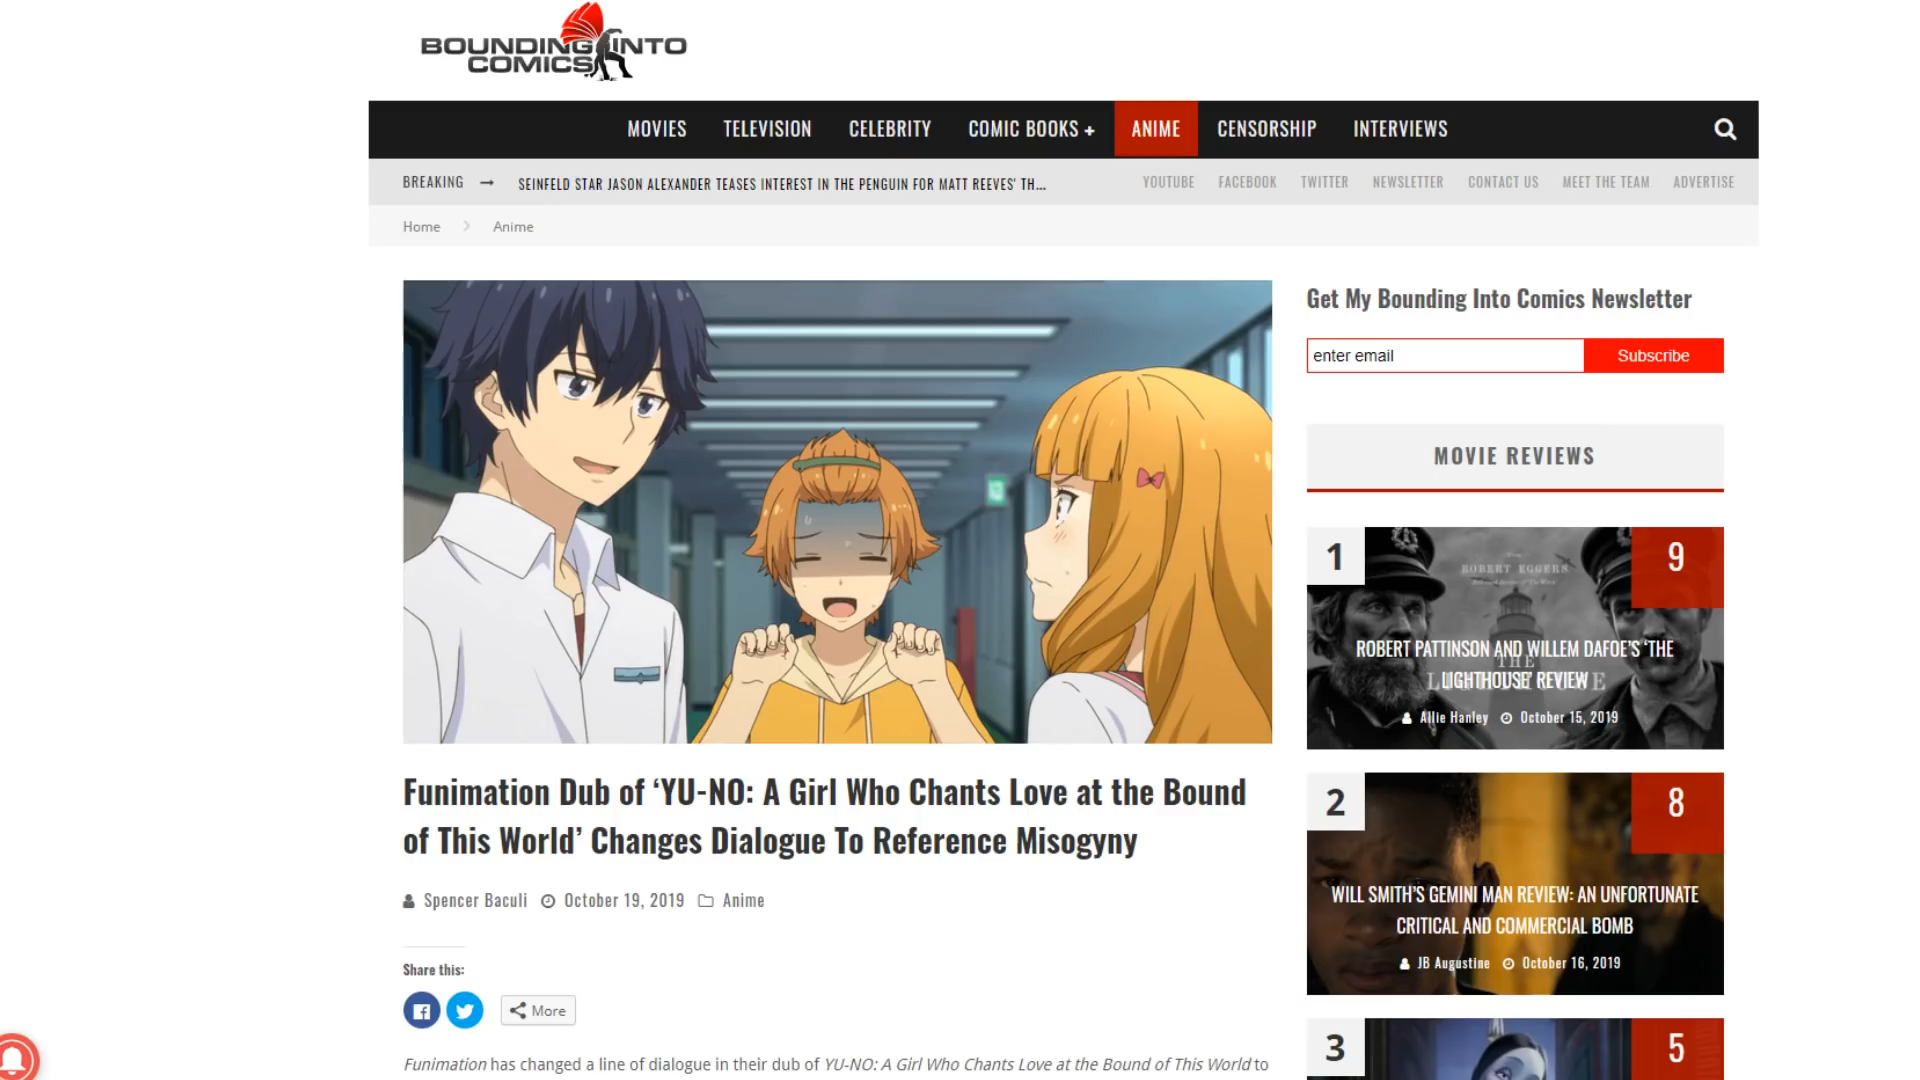 BOUNDING INTO
COMICS
MOVIES TELEVISION CELEBRITY COMIC BOOKS + ANIME CENSORSHIP INTERVIEWS
BREAKING → SEINFELD STAR JASON ALEXANDER TEASES INTEREST IN THE PENGUIN FOR MATT REEVES' TH...
YOUTUBE FACEBOOK TWITTER NEWSLETTER CONTACT US MEET THE TEAM ADVERTISE
Home Anime
Funimation Dub of ‘YU-NO: A Girl Who Chants Love at the Bound
of This World’ Changes Dialogue To Reference Misogyny
Spencer Baculi October 19, 2019 Anime
Share this:
More
Funimation has changed a line of dialogue in their dub of YU-NO: A Girl Who Chants Love at the Bound of This World to
Get My Bounding Into Comics Newsletter
enter email Subscribe
MOVIE REVIEWS
1
9
ROBERT EGGERS
ROBERT PATTINSON AND WILLEM DAFOE’S ‘THE
THE
LIGHTHOUSE’ REVIEW
Allie Hanley October 15, 2019
2
8
WILL SMITH’S GEMINI MAN REVIEW: AN UNFORTUNATE
CRITICAL AND COMMERCIAL BOMB
JB Augustine October 16, 2019
3
5